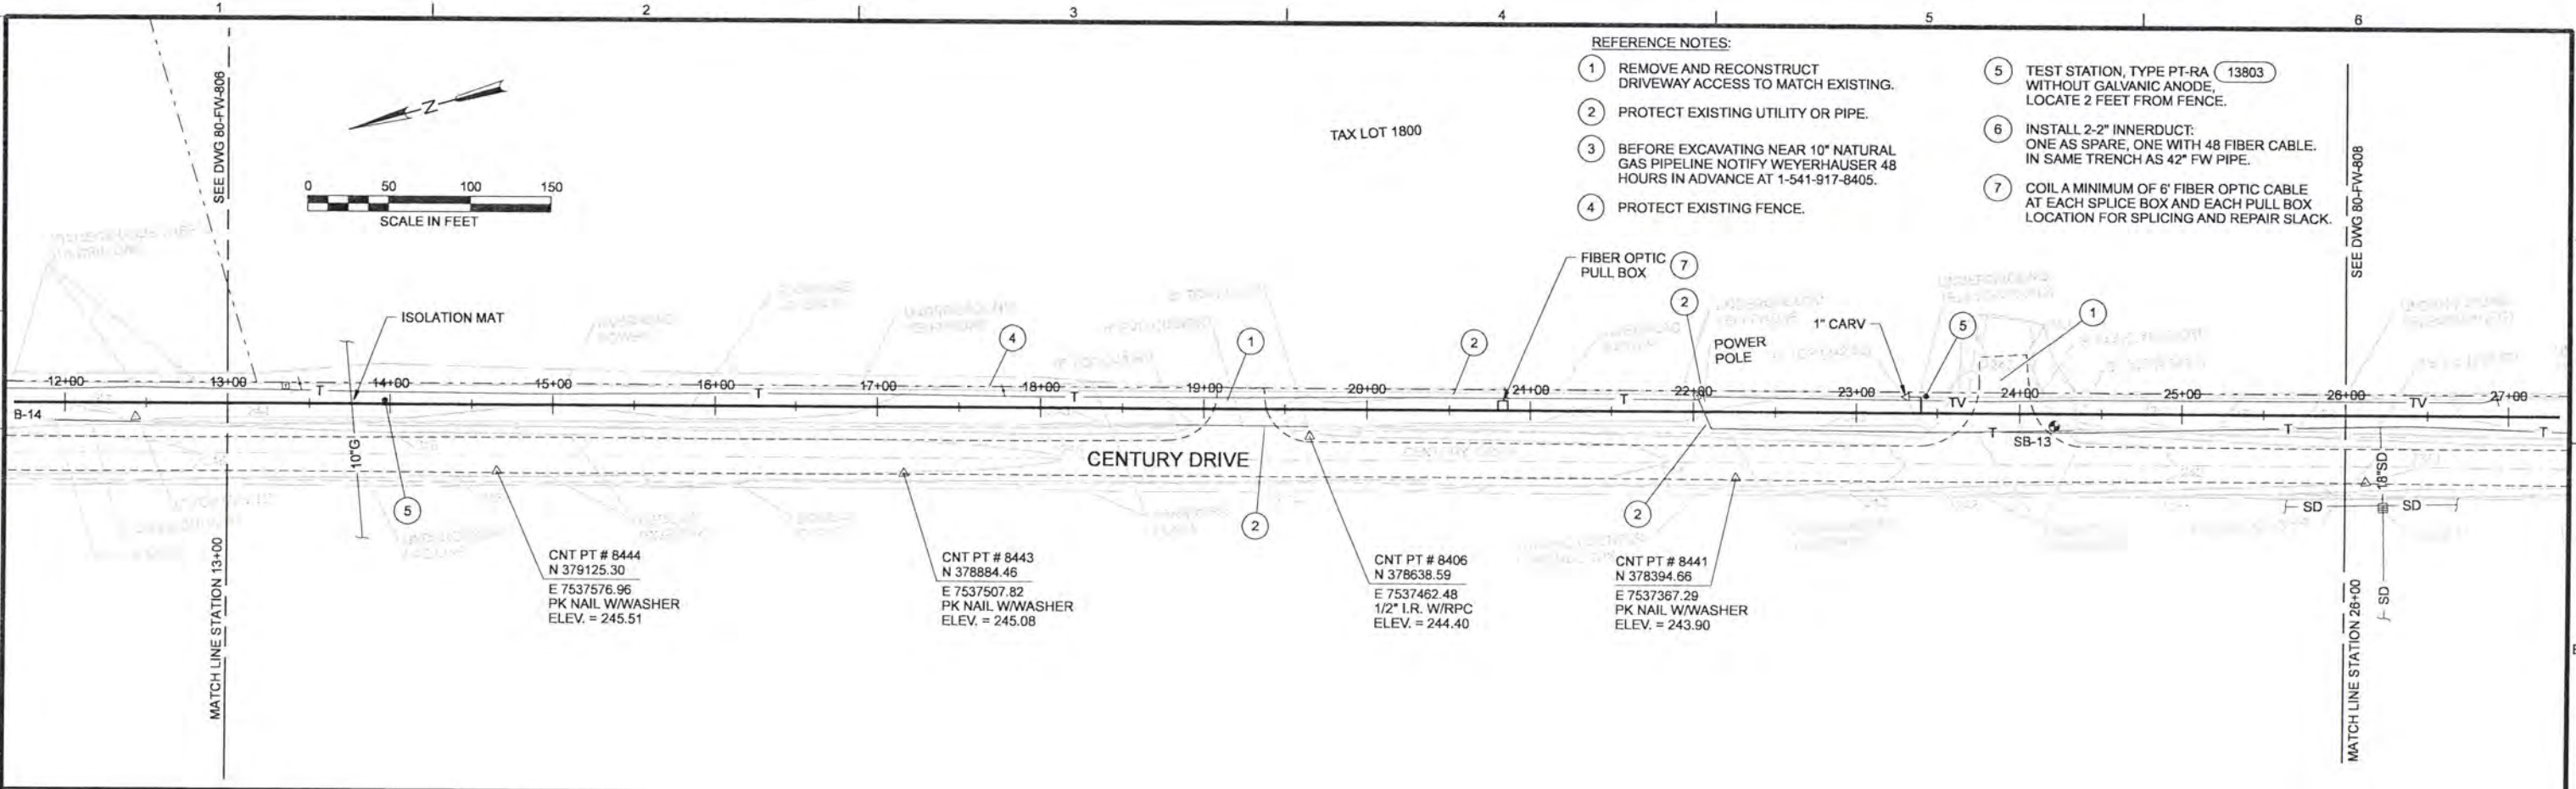 1 2 3 4 5 6
SEE DWG 80-FW-806
N
0 50 100 150
SCALE IN FEET
TAX LOT 1800
REFERENCE NOTES:
1 REMOVE AND RECONSTRUCT
DRIVEWAY ACCESS TO MATCH EXISTING.
2 PROTECT EXISTING UTILITY OR PIPE.
3 BEFORE EXCAVATING NEAR 10" NATURAL
GAS PIPELINE NOTIFY WEYERHAUSER 48
HOURS IN ADVANCE AT 1-541-917-8405.
4 PROTECT EXISTING FENCE.
5 TEST STATION, TYPE PT-RA 13803
WITHOUT GALVANIC ANODE,
LOCATE 2 FEET FROM FENCE.
6 INSTALL 2-2" INNERDUCT:
ONE AS SPARE, ONE WITH 48 FIBER CABLE.
IN SAME TRENCH AS 42" FW PIPE.
7 COIL A MINIMUM OF 6' FIBER OPTIC CABLE
AT EACH SPLICE BOX AND EACH PULL BOX
LOCATION FOR SPLICING AND REPAIR SLACK.
SEE DWG 80-FW-808
FIBER OPTIC 7
PULL BOX
2
ISOLATION MAT
4
1
2
POWER
POLE
1" CARV
5
1
12+00 13+00 14+00 15+00 16+00 17+00 18+00 19+00 20+00 21+00 22+00 23+00 24+00 25+00 26+00 27+00
T T T T TV TV
B-14
T T T
SB-13
10"G
CENTURY DRIVE
18"SD
5
2
2
SD SD
SD
CNT PT # 8444
N 379125.30
E 7537576.96
PK NAIL W/WASHER
ELEV. = 245.51
CNT PT # 8443
N 378884.46
E 7537507.82
PK NAIL W/WASHER
ELEV. = 245.08
CNT PT # 8406
N 378638.59
E 7537462.48
1/2" I.R. W/RPC
ELEV. = 244.40
CNT PT # 8441
N 378394.66
E 7537367.29
PK NAIL W/WASHER
ELEV. = 243.90
MATCH LINE STATION 13+00
MATCH LINE STATION 26+00